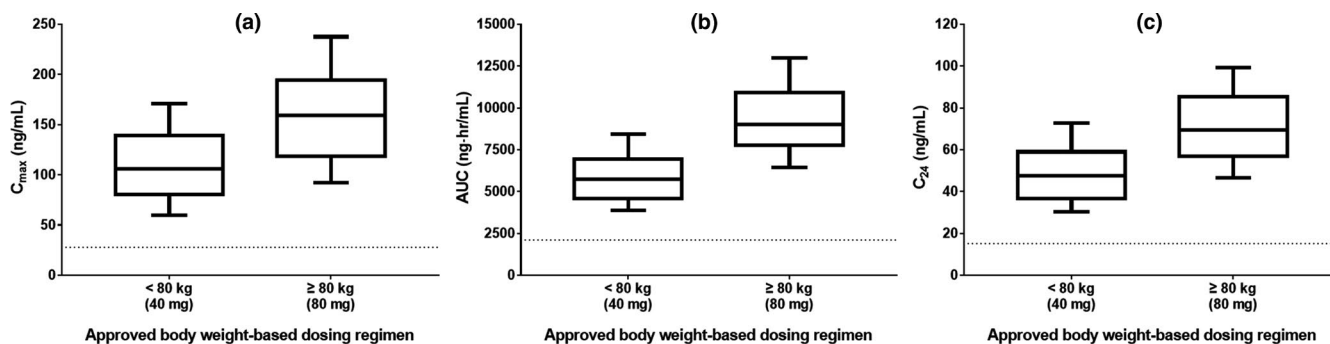 (a)
C_max (ng/mL)
250
200
150
100
50
0
< 80 kg
(40 mg)
≥ 80 kg
(80 mg)
Approved body weight-based dosing regimen
(b)
AUC (ng·hr/mL)
15000
12500
10000
7500
5000
2500
0
< 80 kg
(40 mg)
≥ 80 kg
(80 mg)
Approved body weight-based dosing regimen
(c)
C_24 (ng/mL)
120
100
80
60
40
20
0
< 80 kg
(40 mg)
≥ 80 kg
(80 mg)
Approved body weight-based dosing regimen